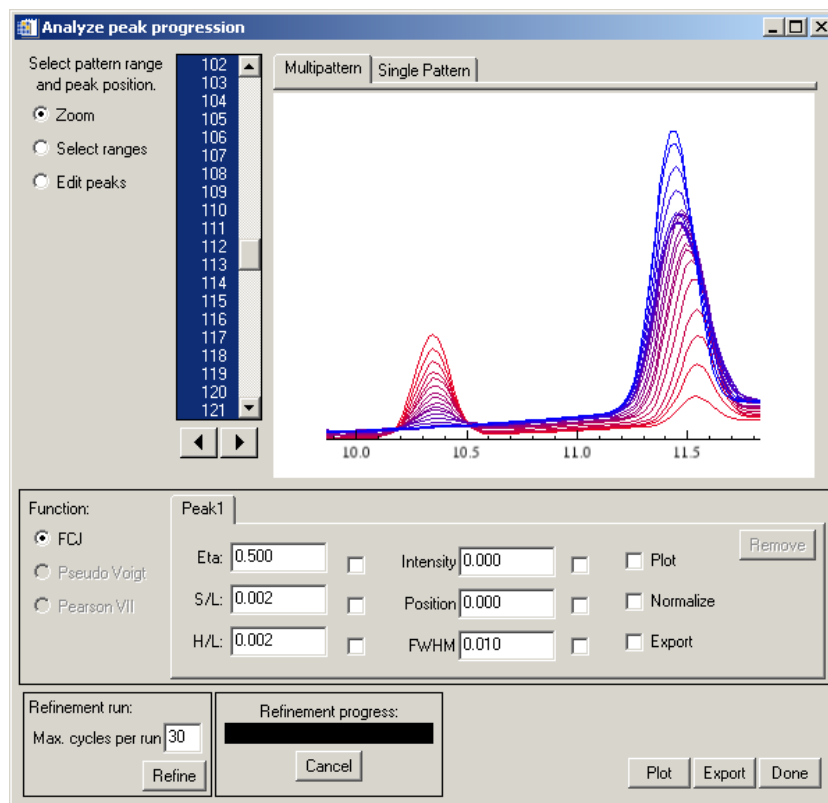 Analyze peak progression
Select pattern range
and peak position.
Zoom
Select ranges
Edit peaks
102
103
104
105
106
107
108
109
110
111
112
113
114
115
116
117
118
119
120
121
Multipattern
Single Pattern
10.0 10.5 11.0 11.5
Function:
FCJ
Pseudo Voigt
Pearson VII
Peak1
Remove
Eta: 0.500 Intensity 0.000 Plot
S/L: 0.002 Position 0.000 Normalize
H/L: 0.002 FWHM 0.010 Export
Refinement run:
Max. cycles per run 30
Refine
Refinement progress:
Cancel
Plot Export Done